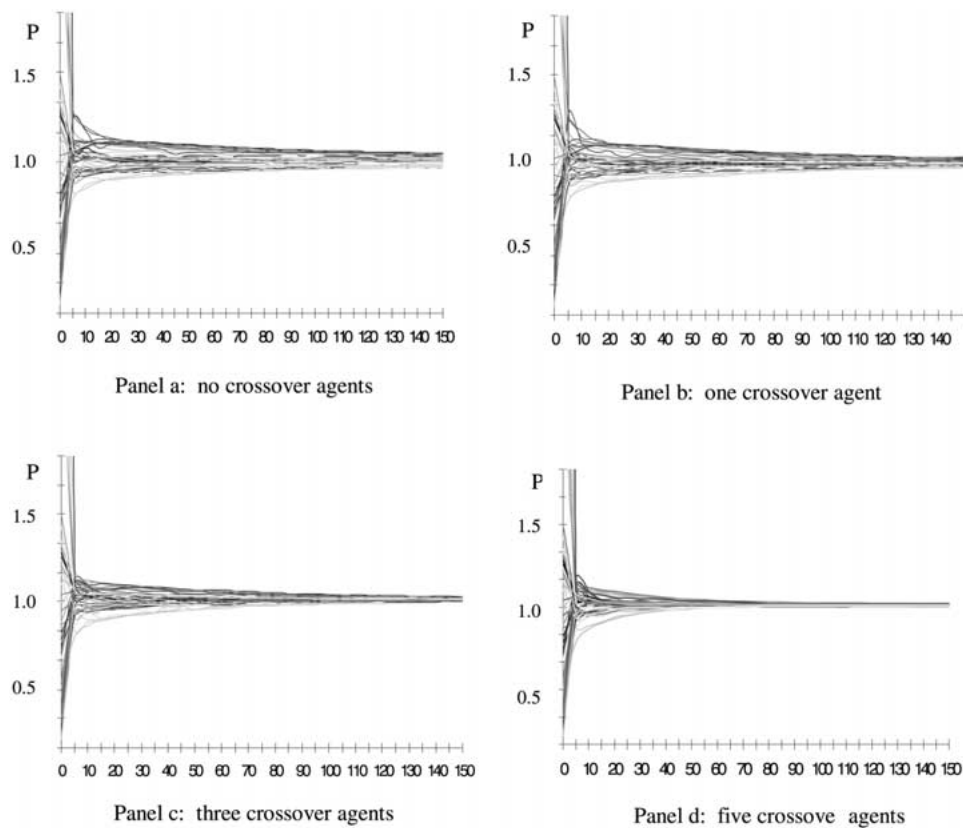 P
1.5
1.0
0.5
0 10 20 30 40 50 60 70 80 90 100 110 120 130 140 150
Panel a: no crossover agents
P
1.5
1.0
0.5
0 10 20 30 40 50 60 70 80 90 100 110 120 130 140
Panel b: one crossover agent
P
1.5
1.0
0.5
0 10 20 30 40 50 60 70 80 90 100 110 120 130 140 150
Panel c: three crossover agents
P
1.5
1.0
0.5
0 10 20 30 40 50 60 70 80 90 100 110 120 130 140 150
Panel d: five crossove agents